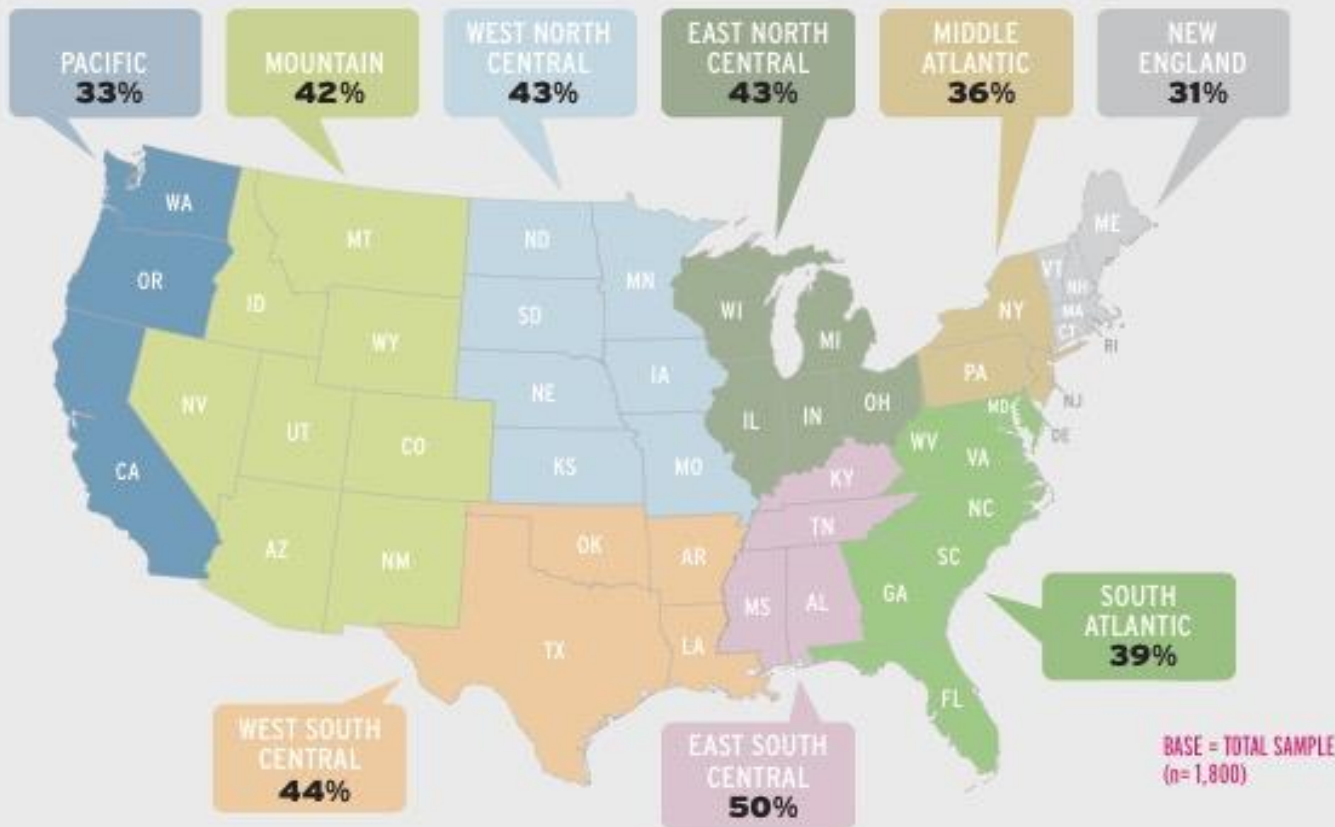 PACIFIC
33%
MOUNTAIN
42%
WEST NORTH
CENTRAL
43%
EAST NORTH
CENTRAL
43%
MIDDLE
ATLANTIC
36%
NEW
ENGLAND
31%
WA
OR
CA
MT
ID
WY
NV
UT
CO
AZ
NM
ND
SD
NE
KS
MN
IA
MO
WI
MI
IL
IN
OH
NY
PA
NJ
ME
VT
NH
MA
CT
RI
MD
DE
WV
VA
NC
SC
GA
FL
KY
TN
MS
AL
OK
AR
TX
LA
SOUTH
ATLANTIC
39%
WEST SOUTH
CENTRAL
44%
EAST SOUTH
CENTRAL
50%
BASE = TOTAL SAMPLE
(n=1,800)